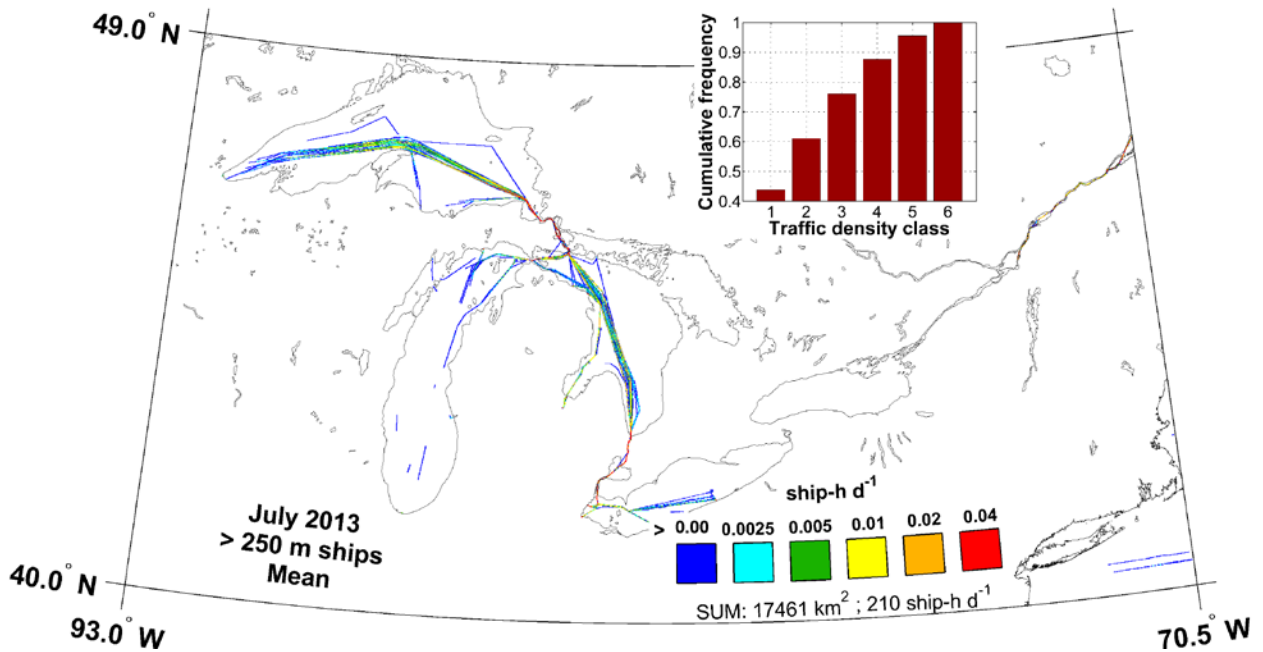 49.0° N
1
0.9
0.8
0.7
0.6
0.5
0.4
Cumulative frequency
1 2 3 4 5 6
Traffic density class
July 2013
> 250 m ships
Mean
ship-h d⁻¹
> 0.00 0.0025 0.005 0.01 0.02 0.04
SUM: 17461 km² ; 210 ship-h d⁻¹
40.0° N
93.0° W
70.5° W